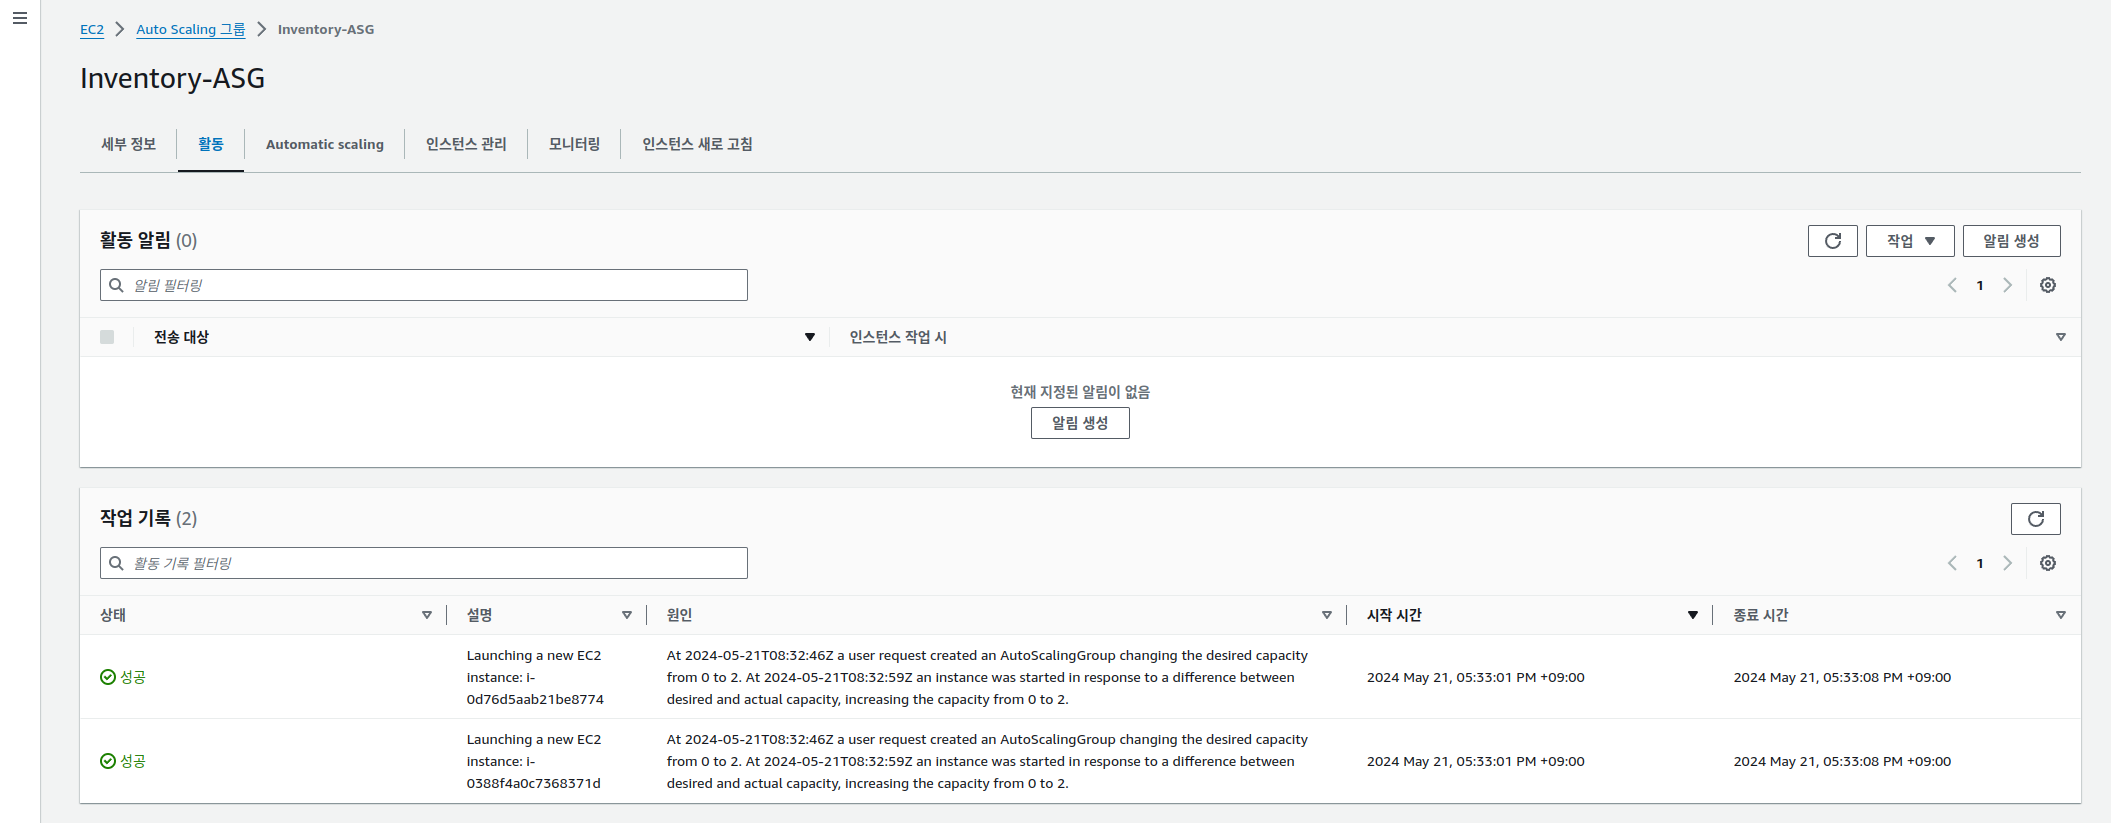 EC2 > Auto Scaling 그룹 > Inventory-ASG
Inventory-ASG
세부 정보 활동 Automatic scaling 인스턴스 관리 모니터링 인스턴스 새로 고침
활동 알림 (0)
작업 알림 생성
알림 필터링
1
전송 대상 인스턴스 작업 시
현재 지정된 알림이 없음
알림 생성
작업 기록 (2)
활동 기록 필터링
1
상태 설명 원인 시작 시간 종료 시간
성공
Launching a new EC2
instance: i-
0d76d5aab21be8774
At 2024-05-21T08:32:46Z a user request created an AutoScalingGroup changing the desired capacity
from 0 to 2. At 2024-05-21T08:32:59Z an instance was started in response to a difference between
desired and actual capacity, increasing the capacity from 0 to 2.
2024 May 21, 05:33:01 PM +09:00
2024 May 21, 05:33:08 PM +09:00
성공
Launching a new EC2
instance: i-
0388f4a0c7368371d
At 2024-05-21T08:32:46Z a user request created an AutoScalingGroup changing the desired capacity
from 0 to 2. At 2024-05-21T08:32:59Z an instance was started in response to a difference between
desired and actual capacity, increasing the capacity from 0 to 2.
2024 May 21, 05:33:01 PM +09:00
2024 May 21, 05:33:08 PM +09:00